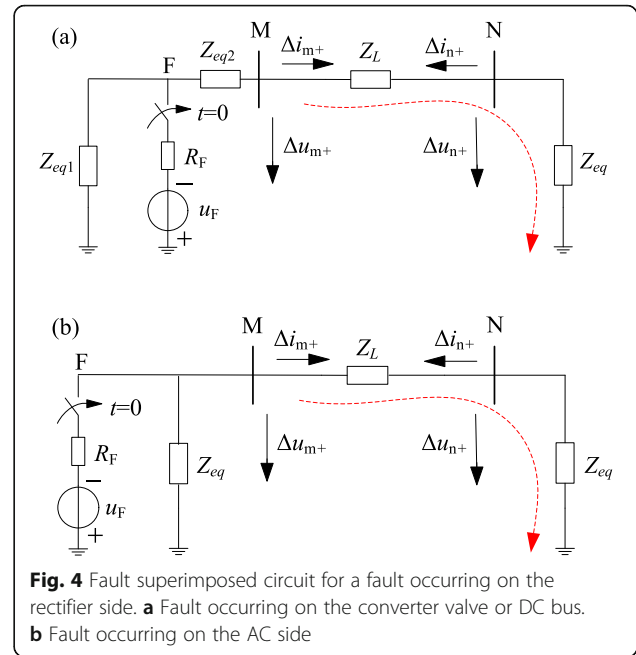 (a)
M
N
F
Z_{eq2}
Δi_{m+}
Z_L
Δi_{n+}
t=0
Z_{eq1}
R_F
Δu_{m+}
Δu_{n+}
Z_{eq}
−
u_F
+
(b)
M
N
F
Δi_{m+}
Z_L
Δi_{n+}
t=0
R_F
Z_{eq}
Δu_{m+}
Δu_{n+}
Z_{eq}
−
u_F
+
Fig. 4 Fault superimposed circuit for a fault occurring on the
rectifier side. a Fault occurring on the converter valve or DC bus.
b Fault occurring on the AC side